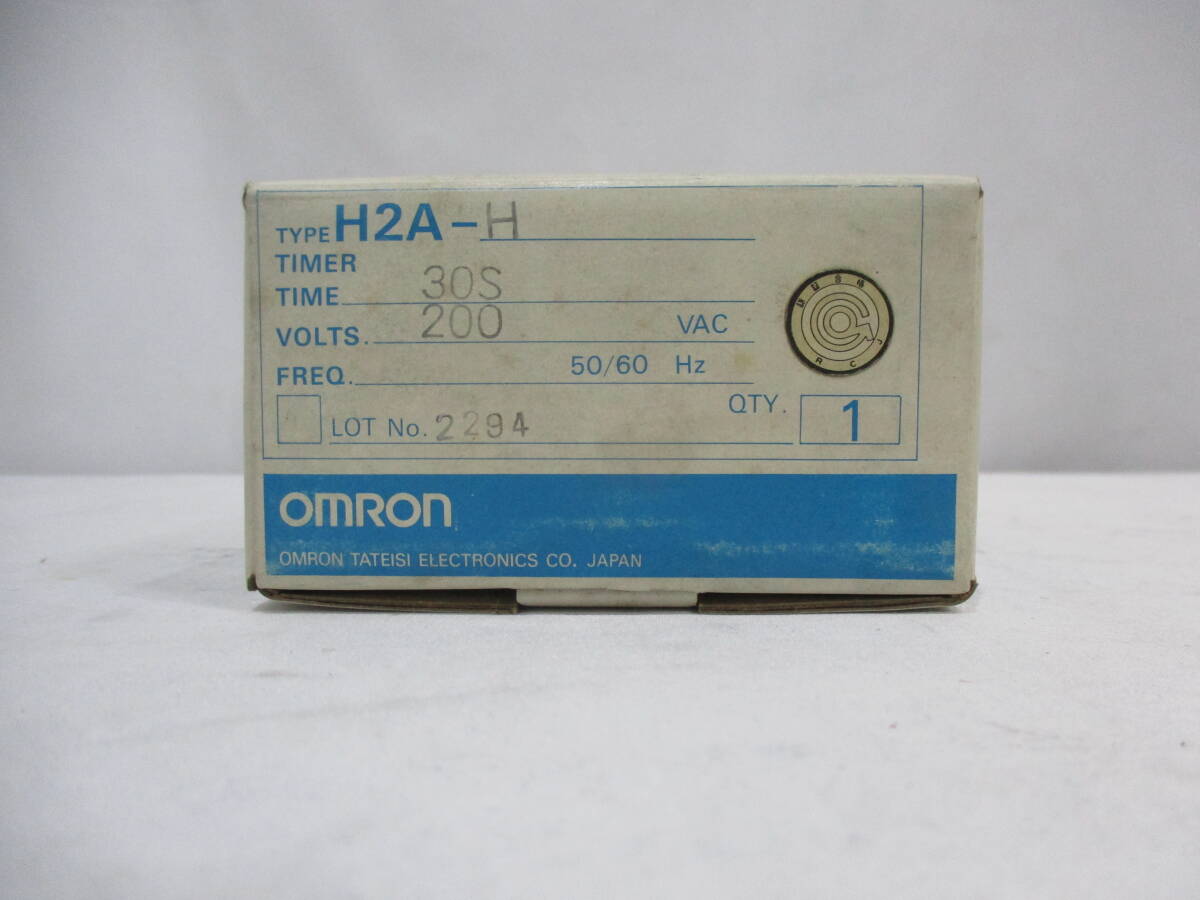 TYPE H2A-H
TIMER
TIME 30S
VOLTS. 200 VAC
FREQ. 50/60 Hz
QTY. 1
LOT No. 2294
OMRON
OMRON TATEISI ELECTRONICS CO. JAPAN